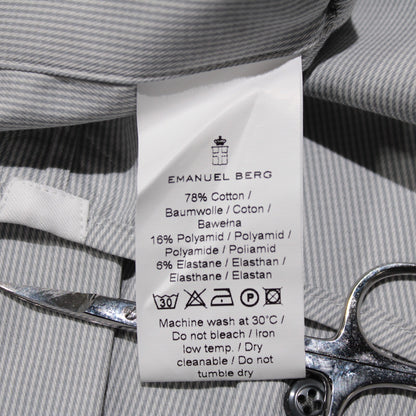 EMANUEL BERG
78% Cotton /
Baumwolle / Coton /
Bawełna
16% Polyamid / Polyamid /
Polyamide / Poliamid
6% Elastane / Elasthan /
Elasthane / Elastan
30 P
Machine wash at 30°C /
Do not bleach / Iron
low temp. / Dry
cleanable / Do not
tumble dry